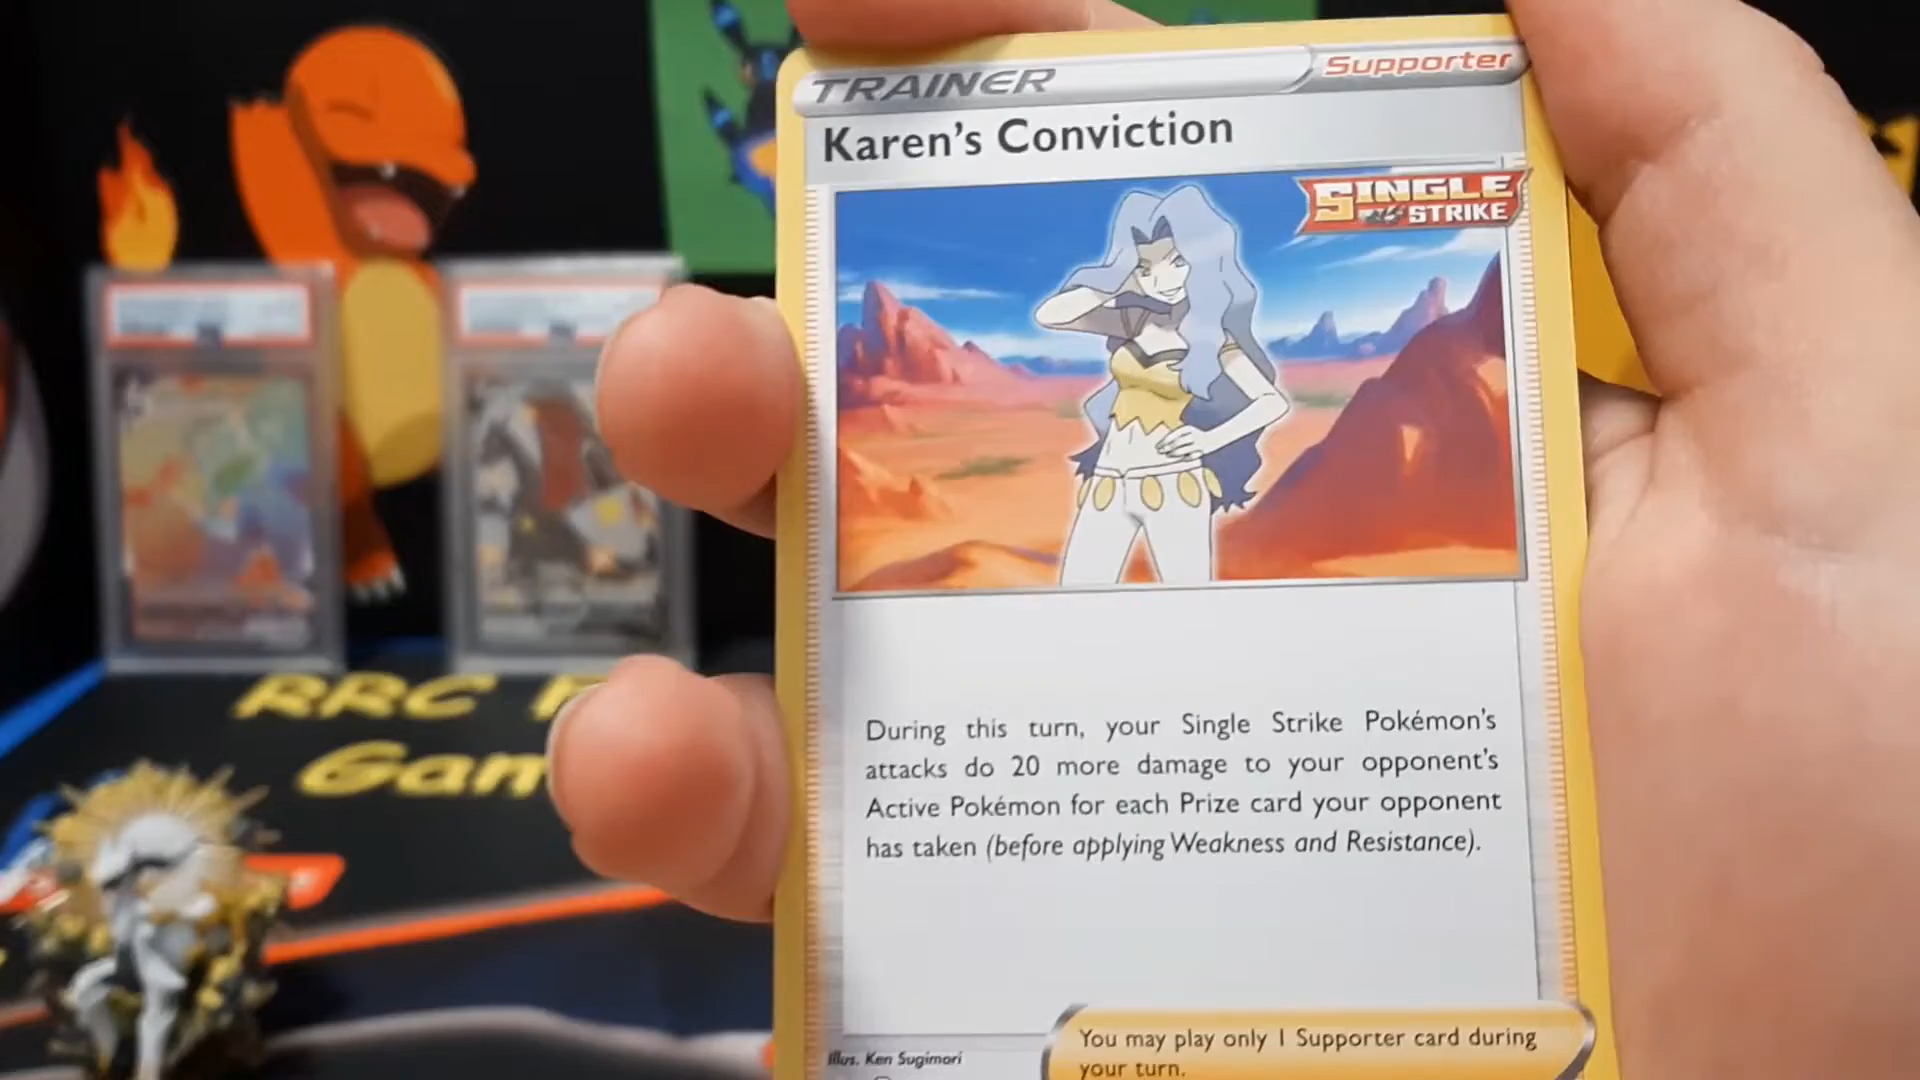 TRAINER
Supporter
Karen's Conviction
SINGLE
STRIKE
During this turn, your Single Strike Pokémon's
attacks do 20 more damage to your opponent's
Active Pokémon for each Prize card your opponent
has taken (before applying Weakness and Resistance).
You may play only 1 Supporter card during
your turn.
Illus. Ken Sugimori
RRC